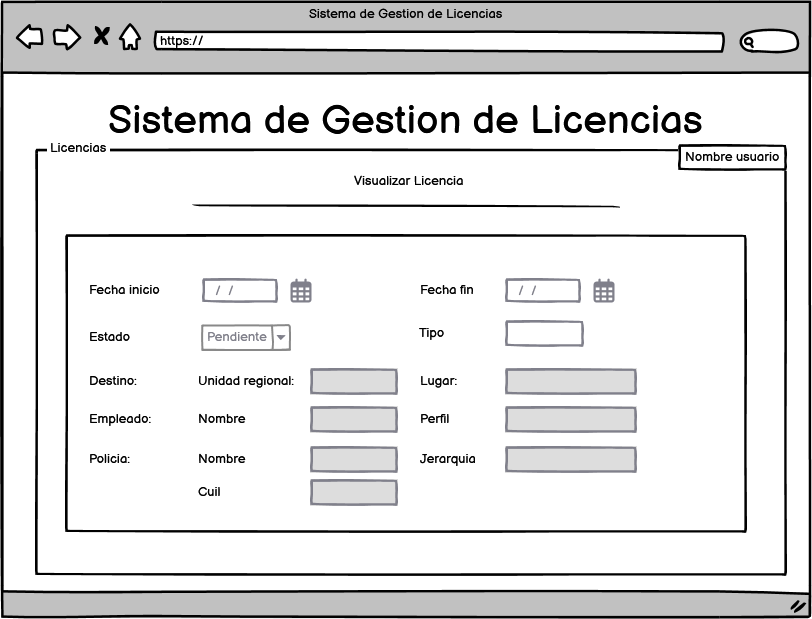 Sistema de Gestion de Licencias
https://
Sistema de Gestion de Licencias
Licencias
Nombre usuario
Visualizar Licencia
Fecha inicio / / Fecha fin / /
Estado Pendiente Tipo
Destino: Unidad regional: Lugar:
Empleado: Nombre Perfil
Policia: Nombre Jerarquia
Cuil